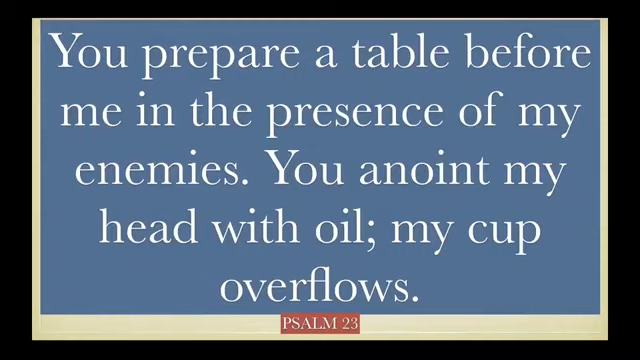 You prepare a table before
me in the presence of my
enemies. You anoint my
head with oil; my cup
overflows.
PSALM 23